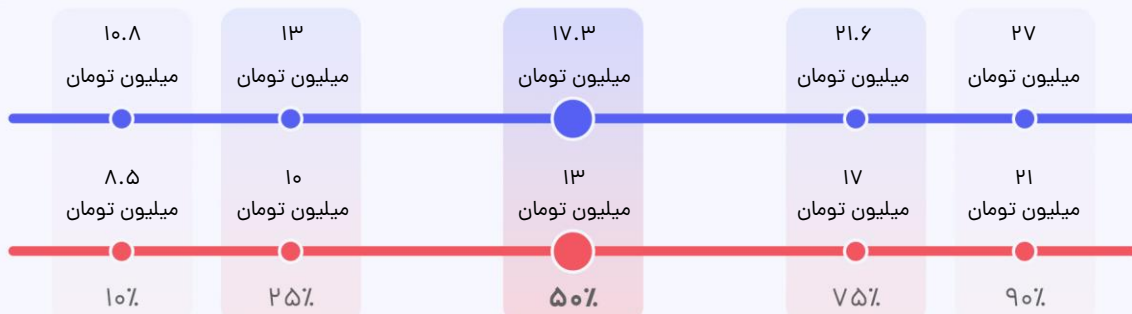 ۱۰.۸ ۱۳ ۱۷.۳ ۲۱.۶ ۲۷
میلیون تومان میلیون تومان میلیون تومان میلیون تومان میلیون تومان
۸.۵ ۱۰ ۱۳ ۱۷ ۲۱
میلیون تومان میلیون تومان میلیون تومان میلیون تومان میلیون تومان
۱۰٪ ۲۵٪ ۵۰٪ ۷۵٪ ۹۰٪